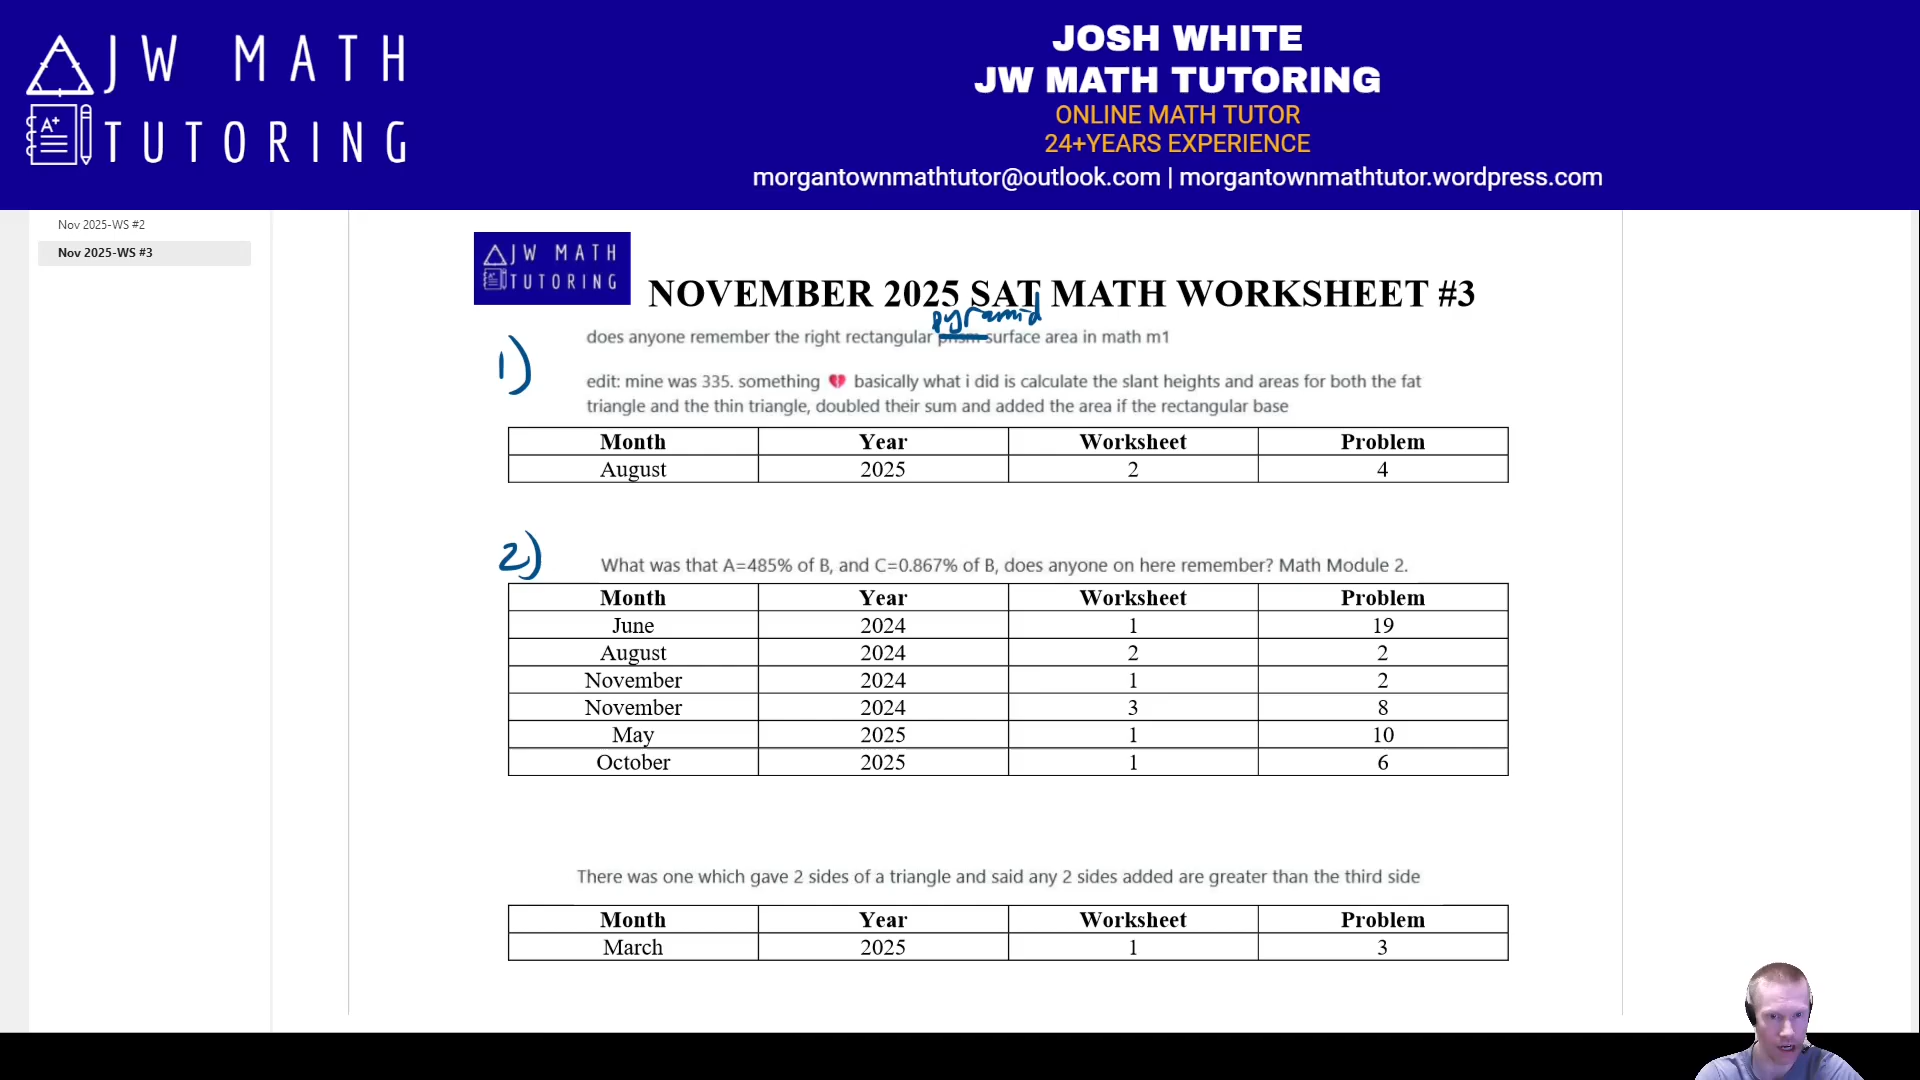 JW MATH
TUTORING
A+
JOSH WHITE
JW MATH TUTORING
ONLINE MATH TUTOR
24+YEARS EXPERIENCE
morgantownmathtutor@outlook.com | morgantownmathtutor.wordpress.com
Nov 2025-WS #2
Nov 2025-WS #3
JW MATH
TUTORING
NOVEMBER 2025 SAT MATH WORKSHEET #3
pyramid
1)
does anyone remember the right rectangular prism surface area in math m1
edit: mine was 335. something 💔 basically what i did is calculate the slant heights and areas for both the fat
triangle and the thin triangle, doubled their sum and added the area if the rectangular base
Month Year Worksheet Problem
August 2025 2 4
2)
What was that A=485% of B, and C=0.867% of B, does anyone on here remember? Math Module 2.
Month Year Worksheet Problem
June 2024 1 19
August 2024 2 2
November 2024 1 2
November 2024 3 8
May 2025 1 10
October 2025 1 6
There was one which gave 2 sides of a triangle and said any 2 sides added are greater than the third side
Month Year Worksheet Problem
March 2025 1 3